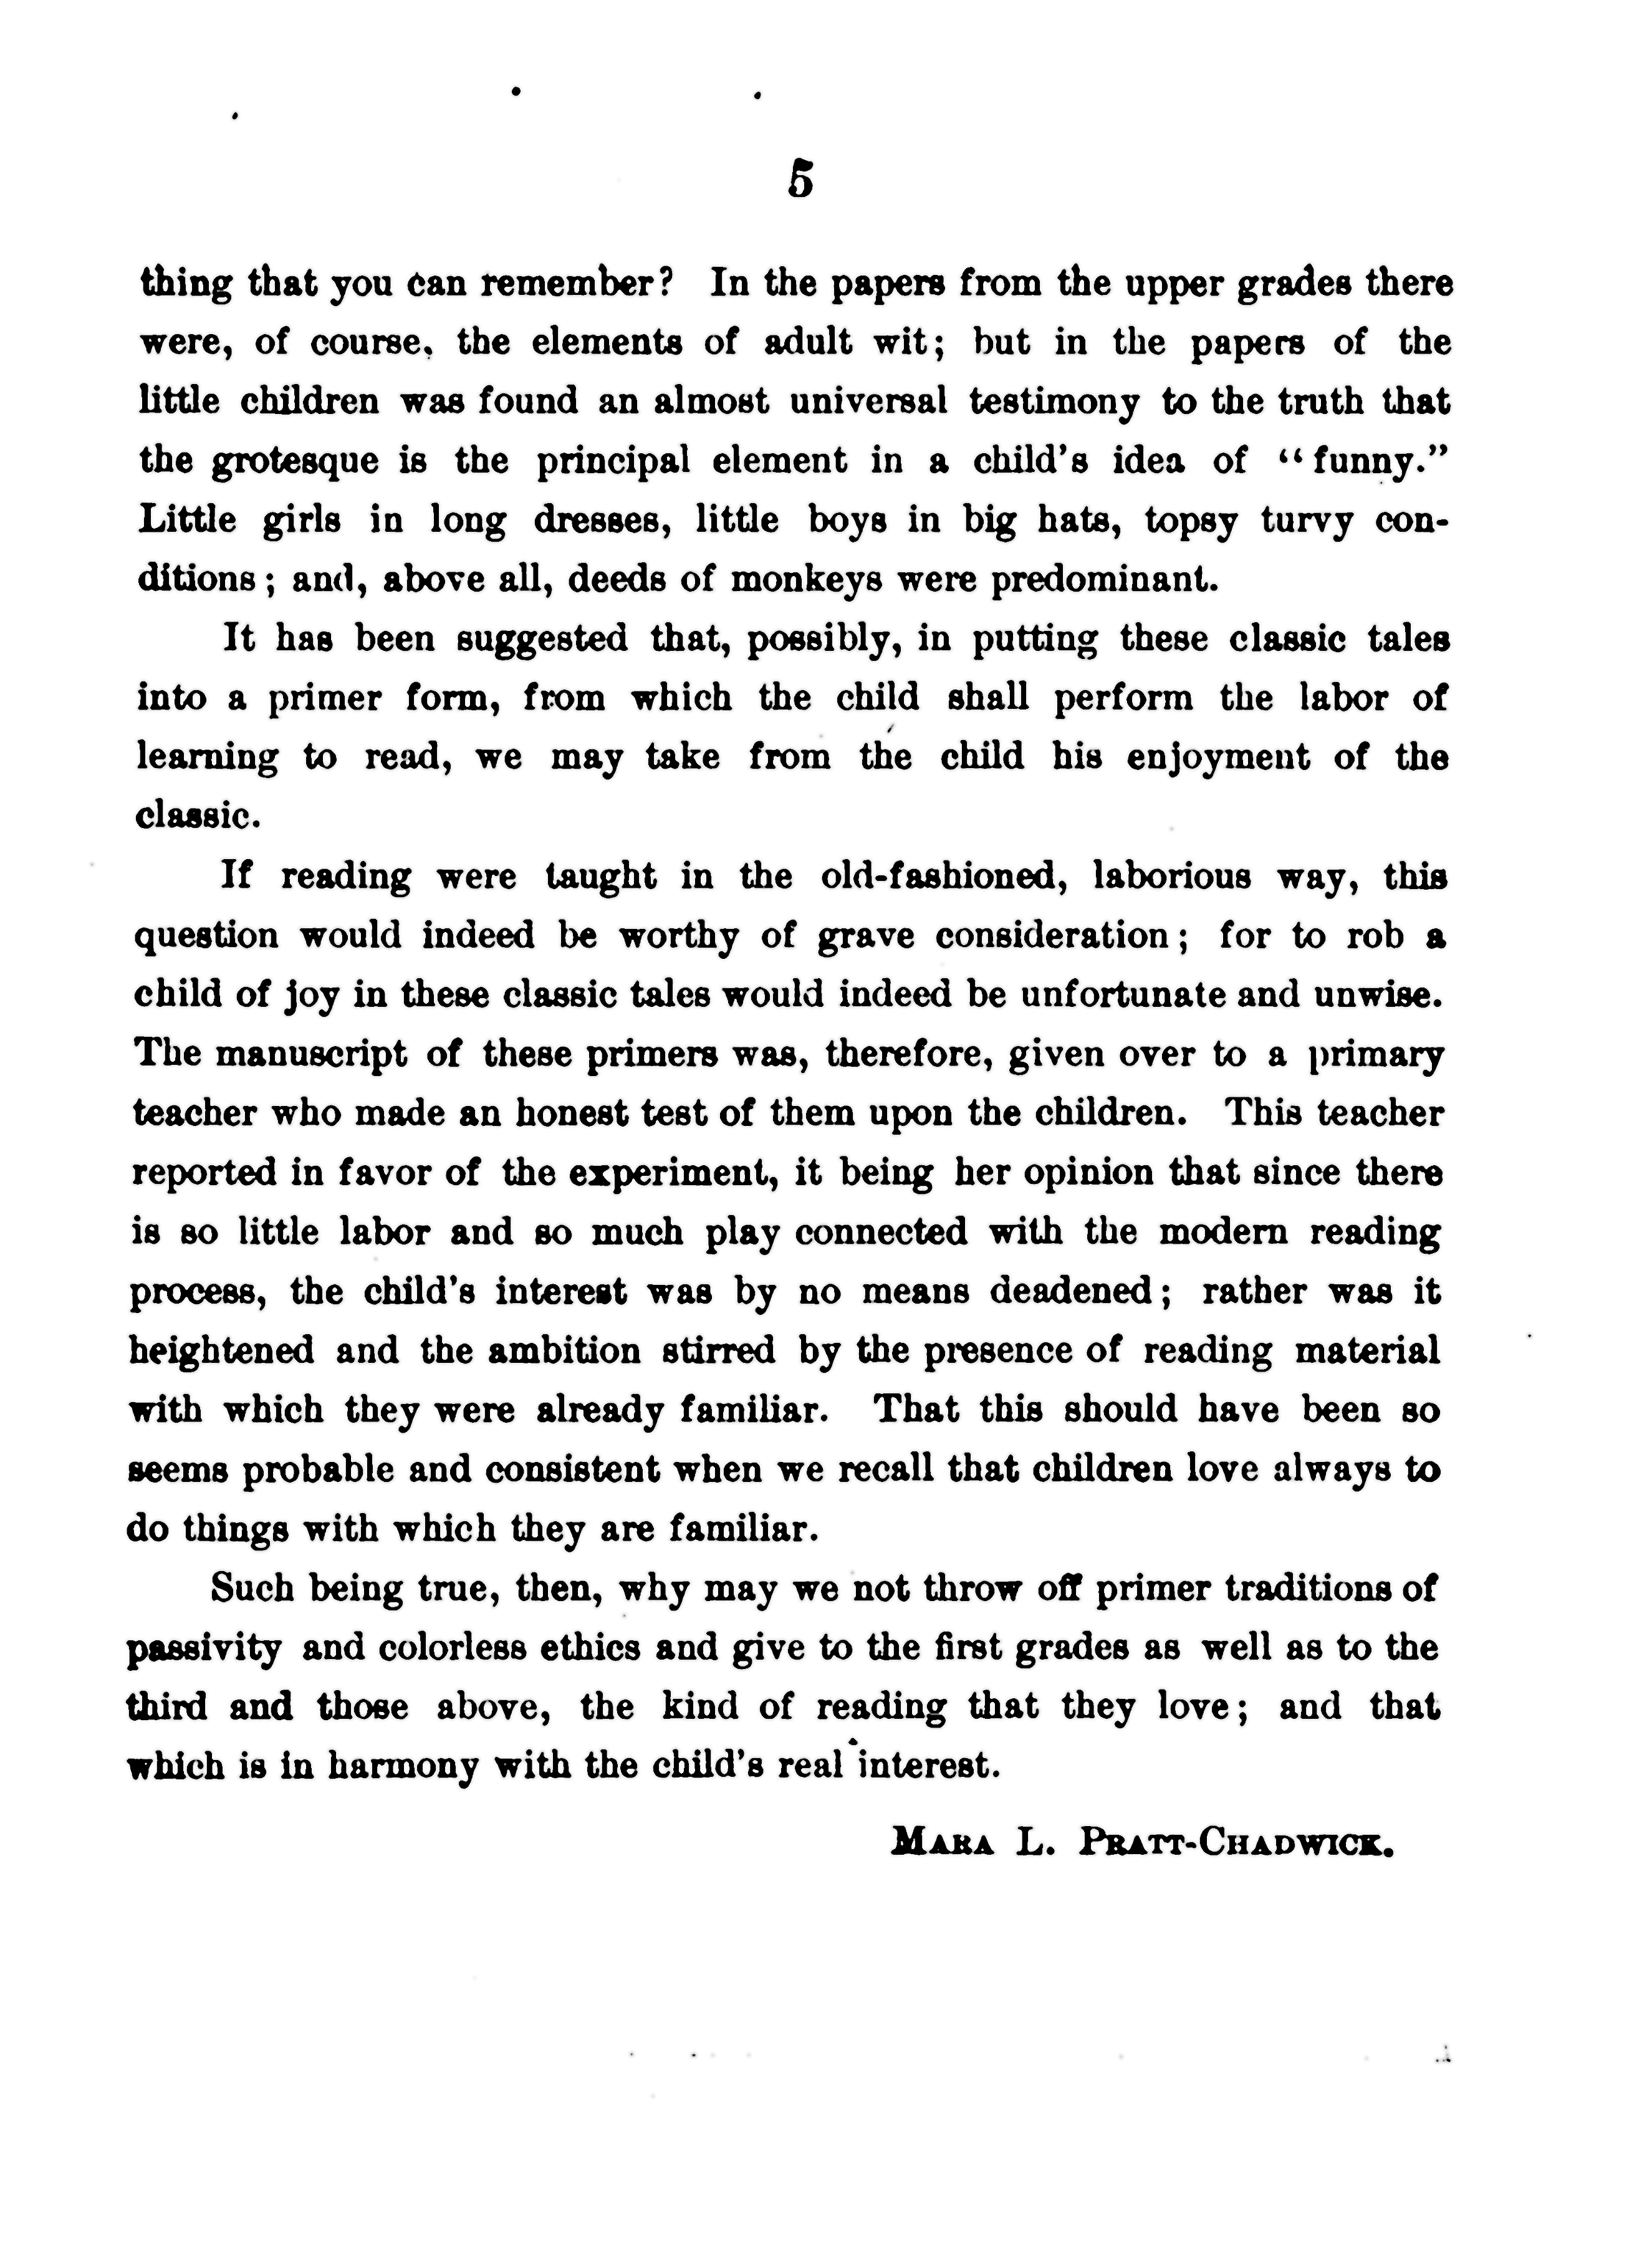 5
thing that you can remember? In the papers from the upper grades there
were, of course, the elements of adult wit; but in the papers of the
little children was found an almost universal testimony to the truth that
the grotesque is the principal element in a child's idea of “funny.”
Little girls in long dresses, little boys in big hats, topsy turvy con-
ditions; and, above all, deeds of monkeys were predominant.
It has been suggested that, possibly, in putting these classic tales
into a primer form, from which the child shall perform the labor of
learning to read, we may take from the child his enjoyment of the
classic.
If reading were taught in the old-fashioned, laborious way, this
question would indeed be worthy of grave consideration; for to rob a
child of joy in these classic tales would indeed be unfortunate and unwise.
The manuscript of these primers was, therefore, given over to a primary
teacher who made an honest test of them upon the children. This teacher
reported in favor of the experiment, it being her opinion that since there
is so little labor and so much play connected with the modern reading
process, the child's interest was by no means deadened; rather was it
heightened and the ambition stirred by the presence of reading material
with which they were already familiar. That this should have been so
seems probable and consistent when we recall that children love always to
do things with which they are familiar.
Such being true, then, why may we not throw off primer traditions of
passivity and colorless ethics and give to the first grades as well as to the
third and those above, the kind of reading that they love; and that
which is in harmony with the child's real interest.
MARA L. PRATT-CHADWICK.